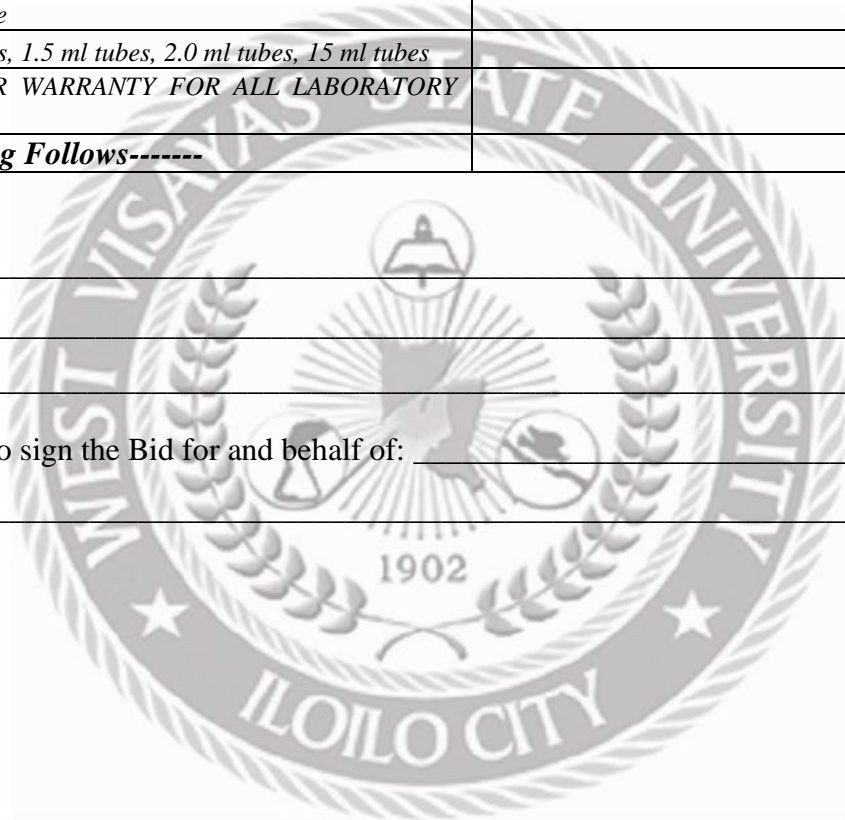 e
s, 1.5 ml tubes, 2.0 ml tubes, 15 ml tubes
R WARRANTY FOR ALL LABORATORY
g Follows-------
o sign the Bid for and behalf of: ______________________________
WEST VISAYAS STATE UNIVERSITY
1902
ILOILO CITY